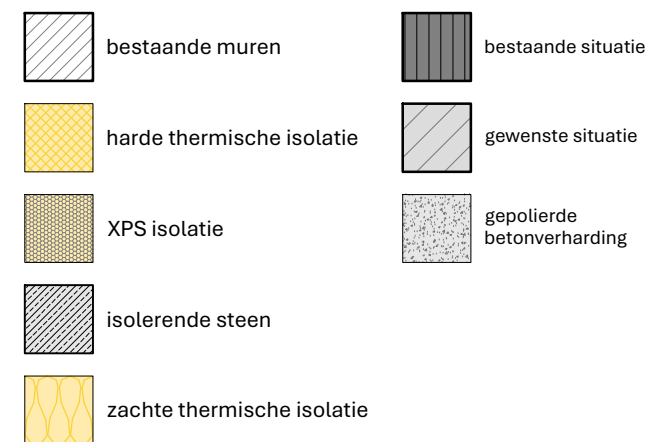 bestaande muren
harde thermische isolatie
XPS isolatie
isolerende steen
zachte thermische isolatie
bestaande situatie
gewenste situatie
gepolierde
betonverharding